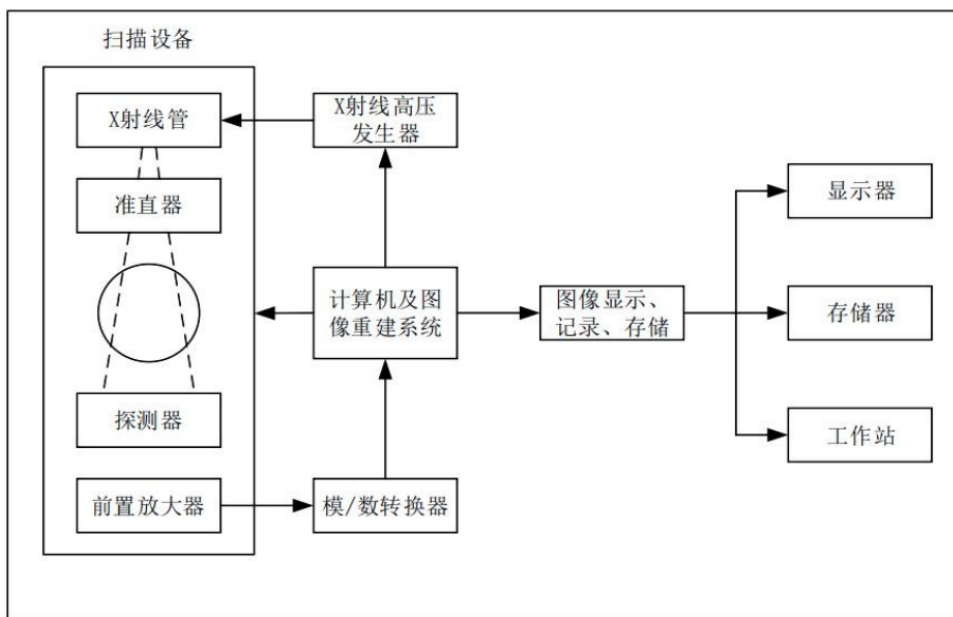 扫描设备
X射线管
X射线高压
发生器
准直器
显示器
计算机及图
像重建系统
图像显示、
记录、存储
存储器
探测器
工作站
前置放大器
模/数转换器